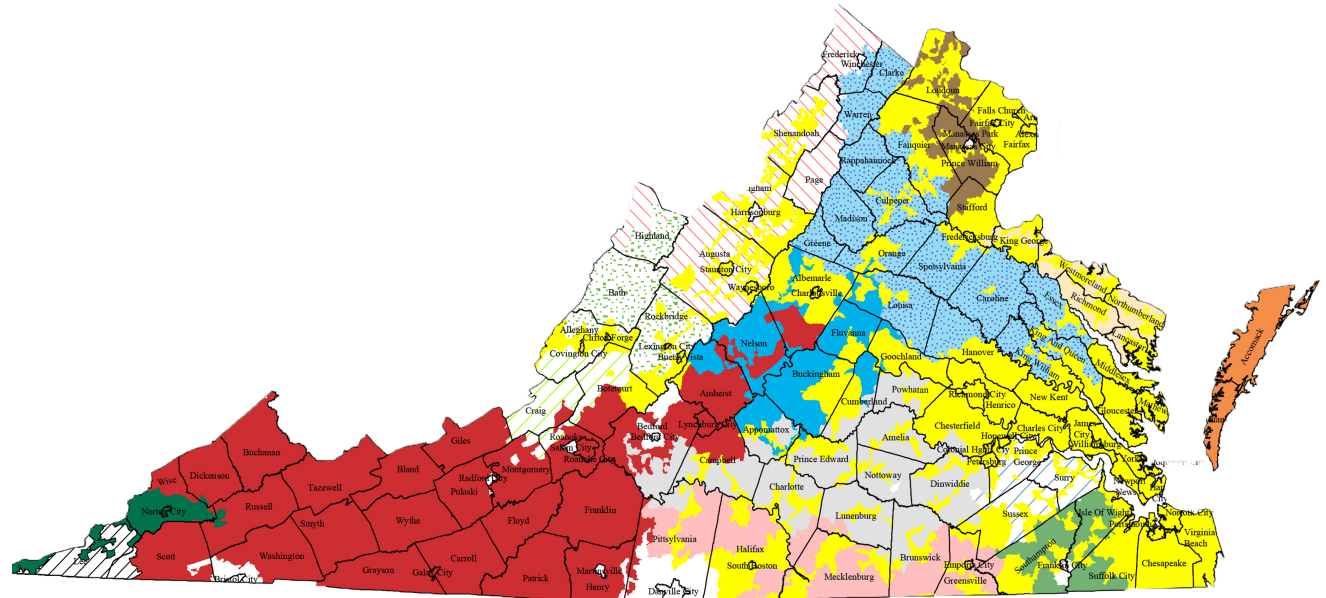 Frederick
Winchester
Clarke
Loudoun
Falls Church
Fairfax City
Warren
Shenandoah
Manassas Park
Manassas City
Fairfax
Fauquier
Rappahannock
Prince William
Page
Culpeper
Stafford
Harrisonburg
Madison
Highland
Greene
Fredericksburg
King George
Orange
Augusta
Spotsylvania
Westmoreland
Staunton City
Albemarle
Charlottesville
Richmond
Northumberland
Bath
Waynesboro
Caroline
Essex
Louisa
Rockbridge
Lancaster
Alleghany
Clifton Forge
Nelson
Fluvanna
King And Queen
Lexington City
Covington City
Buena Vista
Goochland
Hanover
King William
Middlesex
Accomack
Buckingham
Botetourt
Powhatan
Amherst
Richmond City
Henrico
New Kent
Cumberland
Gloucester
Craig
Bedford
Bedford City
Lynchburg City
Appomattox
Chesterfield
Charles City
James
City
Williamsburg
Amelia
Roanoke
Salem City
Giles
Roanoke City
Prince Edward
Petersburg
Prince
George
Campbell
Buchanan
Bland
Montgomery
Nottoway
Surry
Dickenson
Wise
Radford City
Charlotte
Dinwiddie
Newport
News
Tazewell
Pulaski
Norton City
Russell
Franklin
Lunenburg
Sussex
Isle Of Wight
Norfolk City
Wythe
Floyd
Smyth
Virginia
Beach
Pittsylvania
Halifax
Southampton
Scott
Washington
Carroll
Brunswick
Lee
Grayson
Galax City
South Boston
Emporia City
Franklin City
Chesapeake
Patrick
Martinsville
Mecklenburg
Greensville
Suffolk City
Bristol City
Henry
Danville City